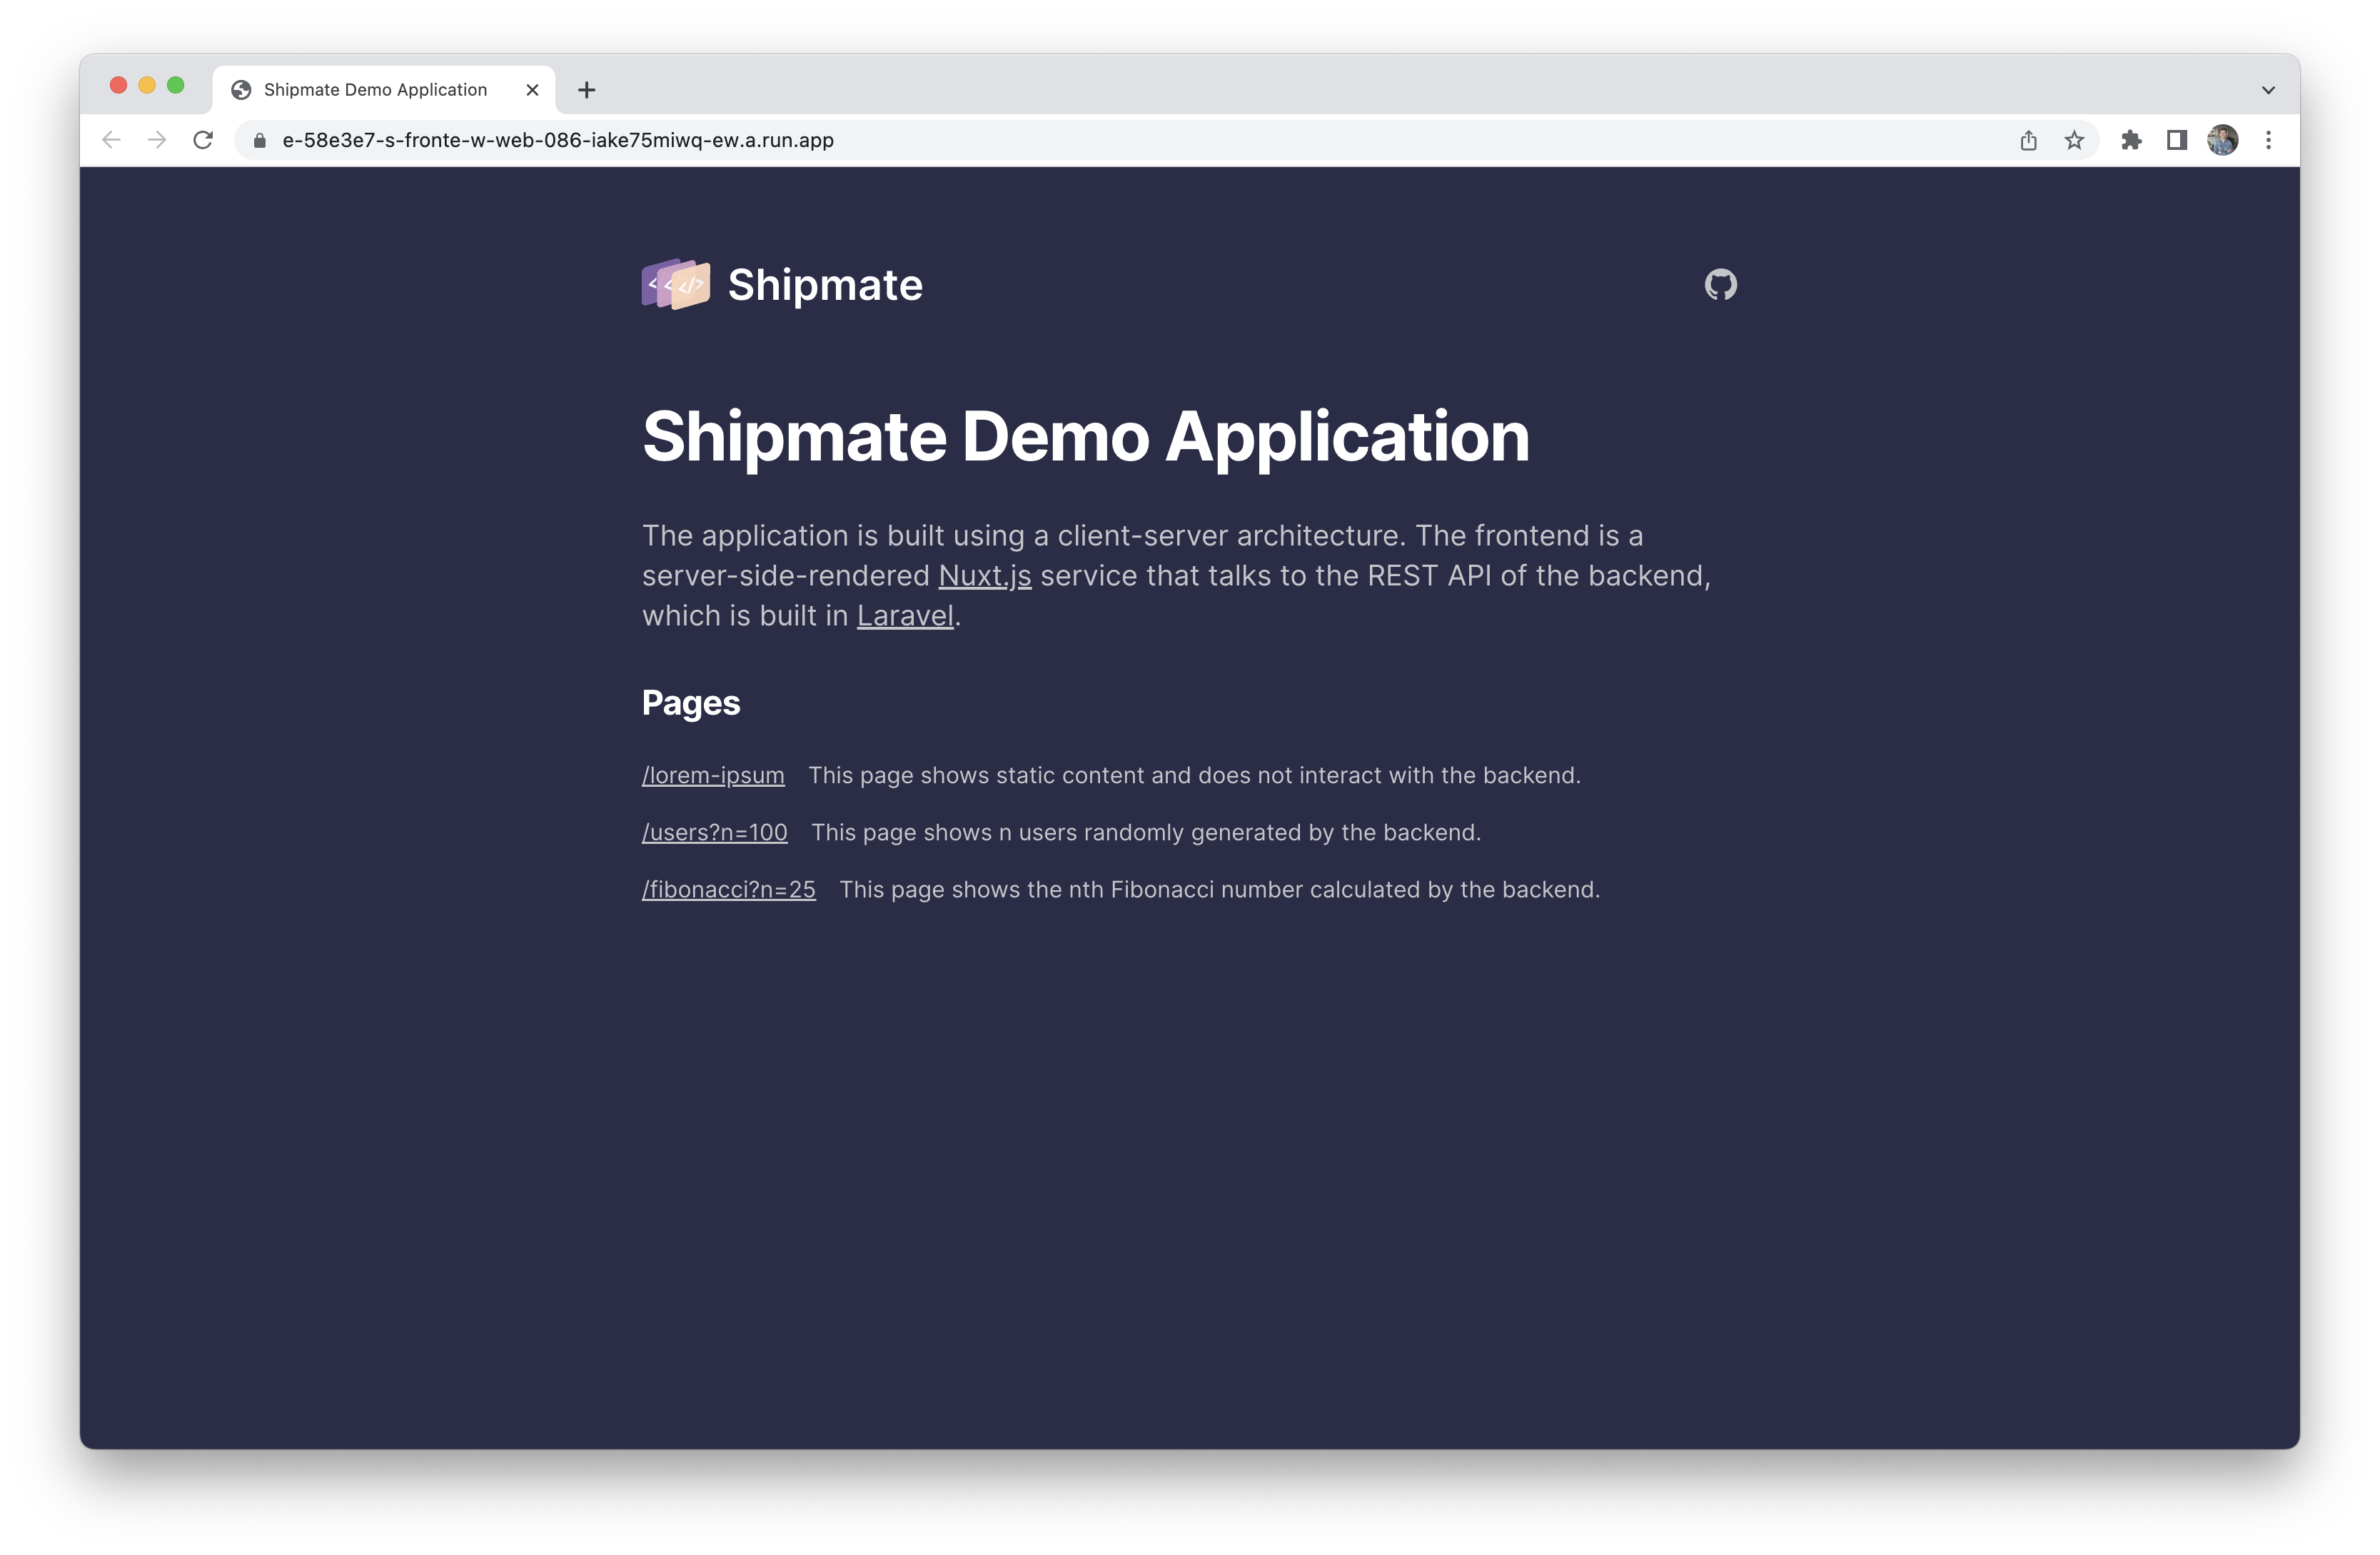 Shipmate Demo Application
e-58e3e7-s-fronte-w-web-086-iake75miwq-ew.a.run.app
< < </> Shipmate
Shipmate Demo Application
The application is built using a client-server architecture. The frontend is a
server-side-rendered Nuxt.js service that talks to the REST API of the backend,
which is built in Laravel.
Pages
/lorem-ipsum This page shows static content and does not interact with the backend.
/users?n=100 This page shows n users randomly generated by the backend.
/fibonacci?n=25 This page shows the nth Fibonacci number calculated by the backend.